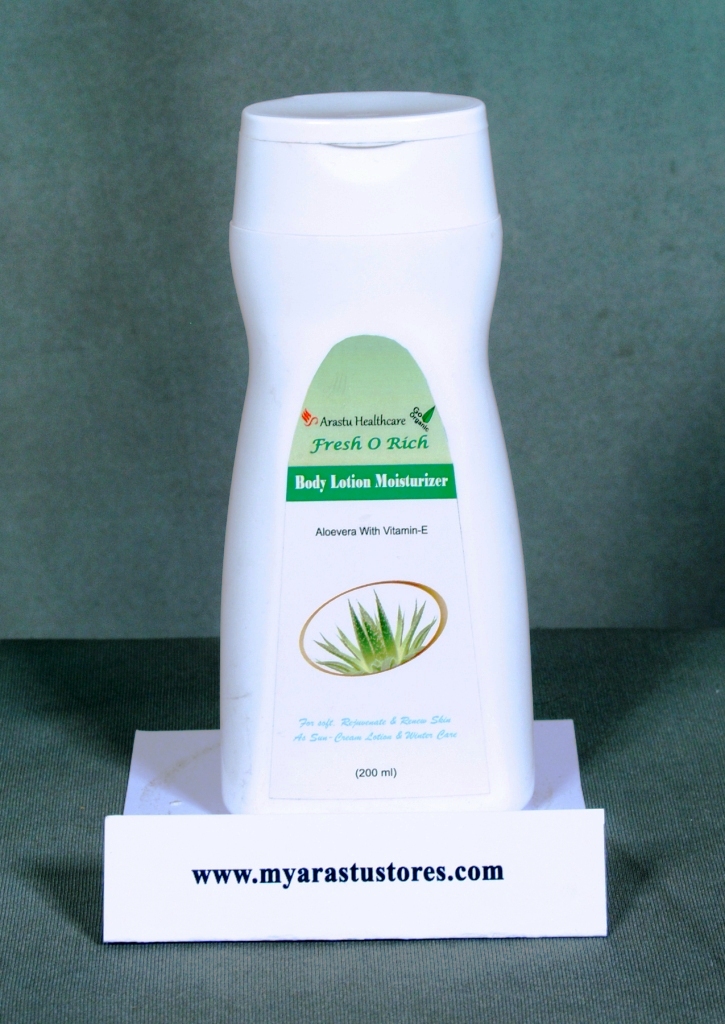 Arastu Healthcare
Go Organic
Fresh O Rich
Body Lotion Moisturizer
Aloevera With Vitamin-E
For soft, Rejuvenate & Renew Skin
As Sun-Cream Lotion & Winter Care
(200 ml)
www.myarastustores.com